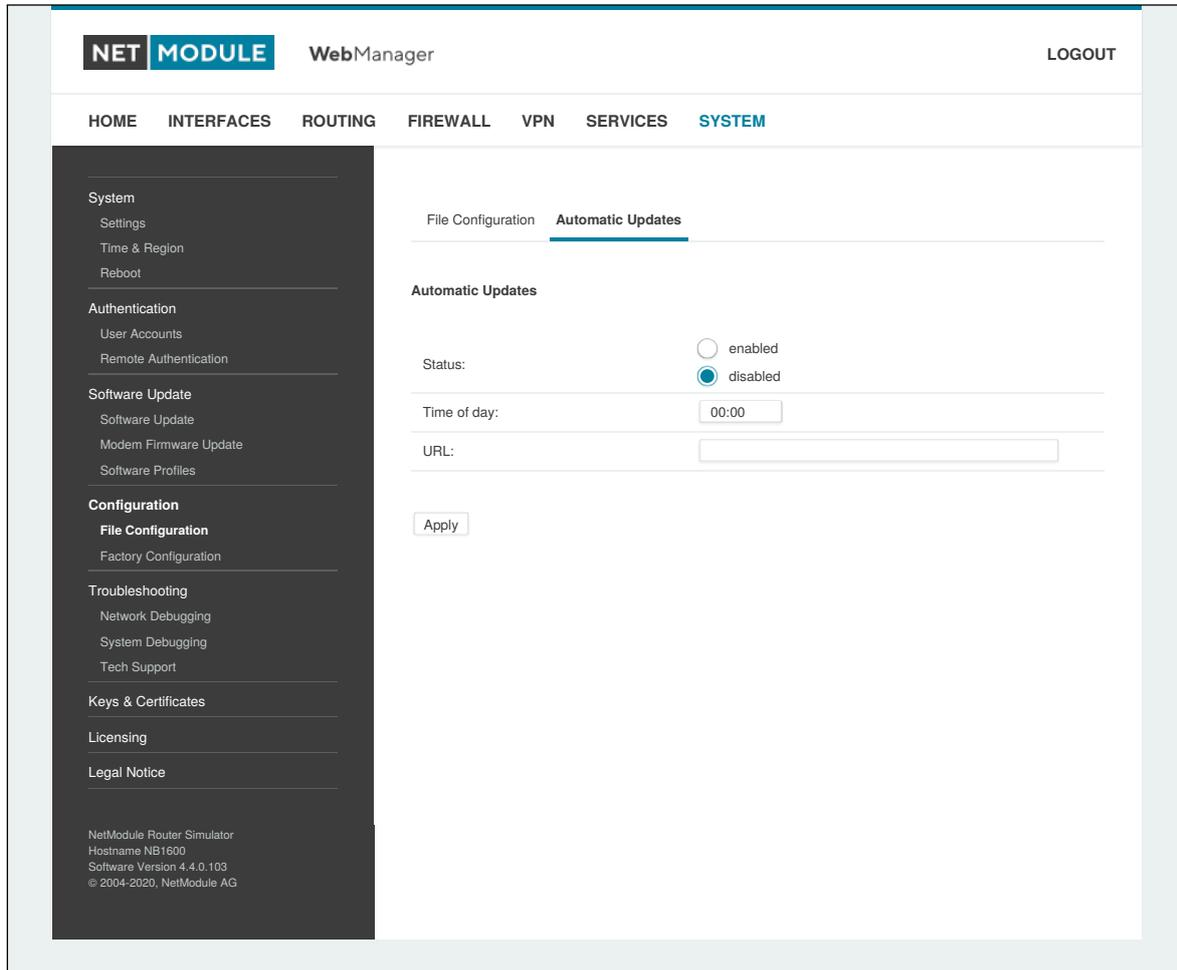 NET MODULE WebManager LOGOUT
HOME INTERFACES ROUTING FIREWALL VPN SERVICES SYSTEM
System
Settings
Time & Region
Reboot
Authentication
User Accounts
Remote Authentication
Software Update
Software Update
Modem Firmware Update
Software Profiles
Configuration
File Configuration
Factory Configuration
Troubleshooting
Network Debugging
System Debugging
Tech Support
Keys & Certificates
Licensing
Legal Notice
NetModule Router Simulator
Hostname NB1600
Software Version 4.4.0.103
© 2004-2020, NetModule AG
File Configuration Automatic Updates
Automatic Updates
Status:
enabled
disabled
Time of day: 00:00
URL:
Apply